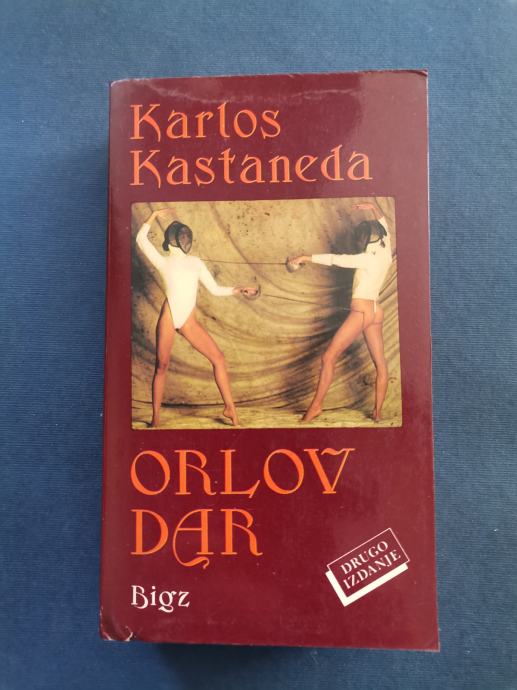 Karlos
Kastaneda
ORLOV
DAR
DRUGO
IZDANJE
Bigz